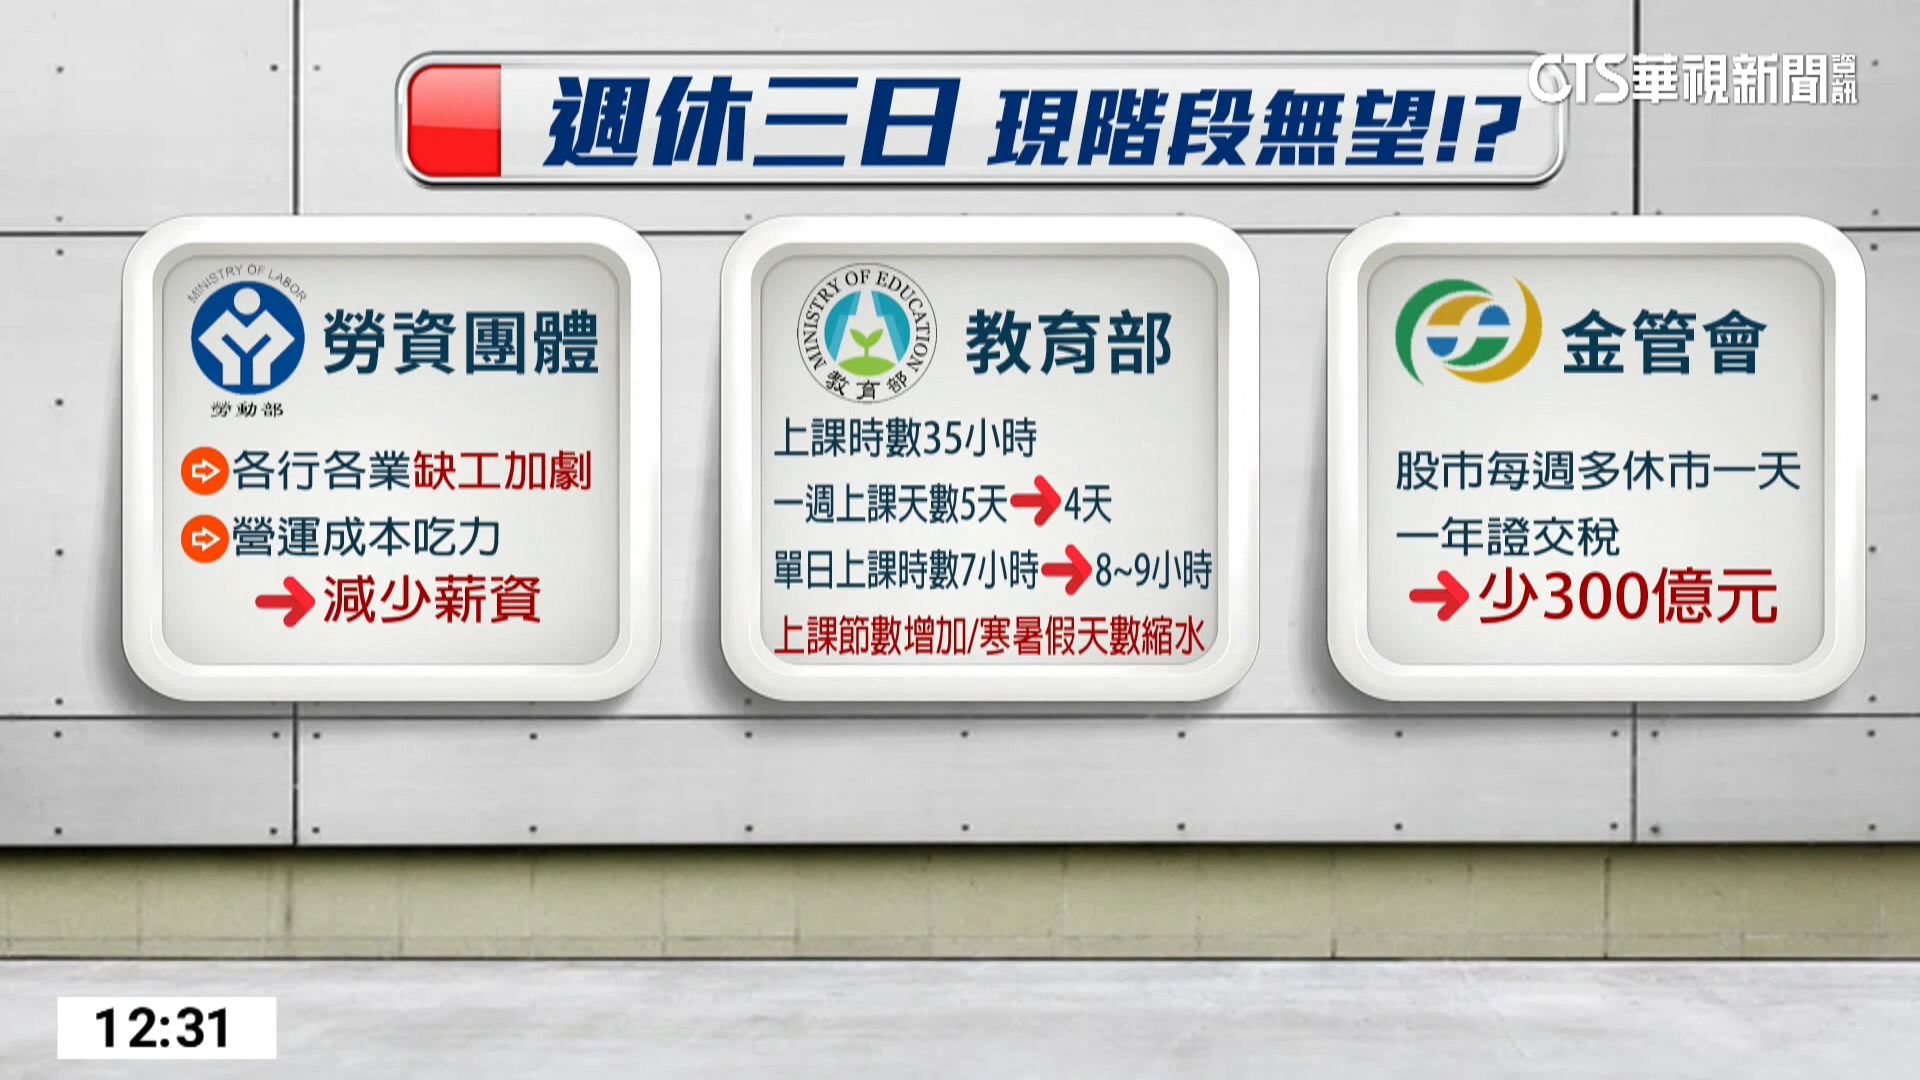 週休三日 現階段無望!?
CTS華視新聞資訊
MINISTRY OF LABOR
勞動部
勞資團體
各行各業缺工加劇
營運成本吃力
減少薪資
MINISTRY OF EDUCATION
教育部
教育部
上課時數35小時
一週上課天數5天➡4天
單日上課時數7小時➡8~9小時
上課節數增加/寒暑假天數縮水
金管會
股市每週多休市一天
一年證交稅
➡少300億元
12:31